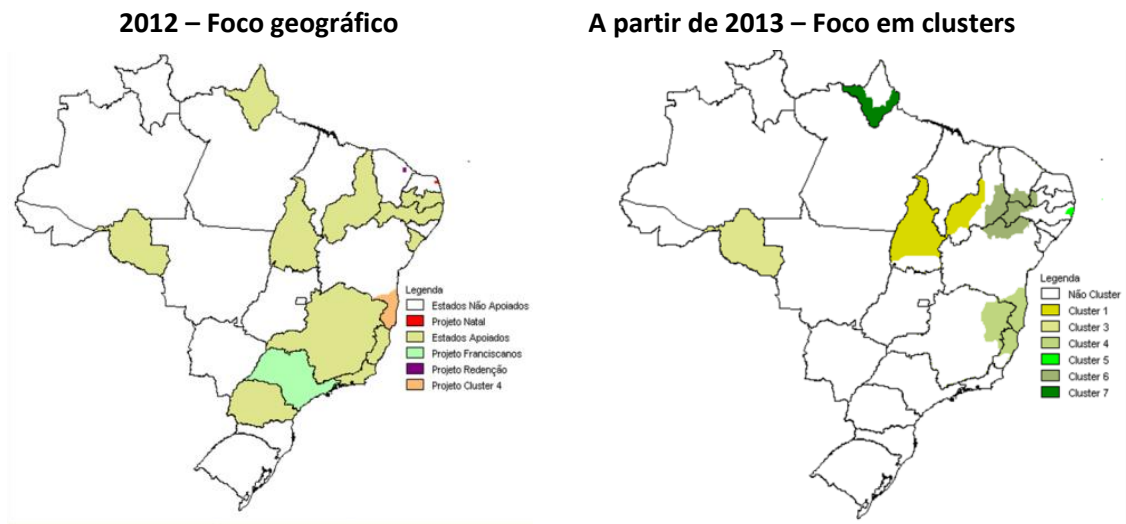 2012 – Foco geográfico
A partir de 2013 – Foco em clusters
Legenda
Estados Não Apoiados
Projeto Natal
Estados Apoiados
Projeto Franciscanos
Projeto Redenção
Projeto Cluster 4
Legenda
Não Cluster
Cluster 1
Cluster 3
Cluster 4
Cluster 5
Cluster 6
Cluster 7